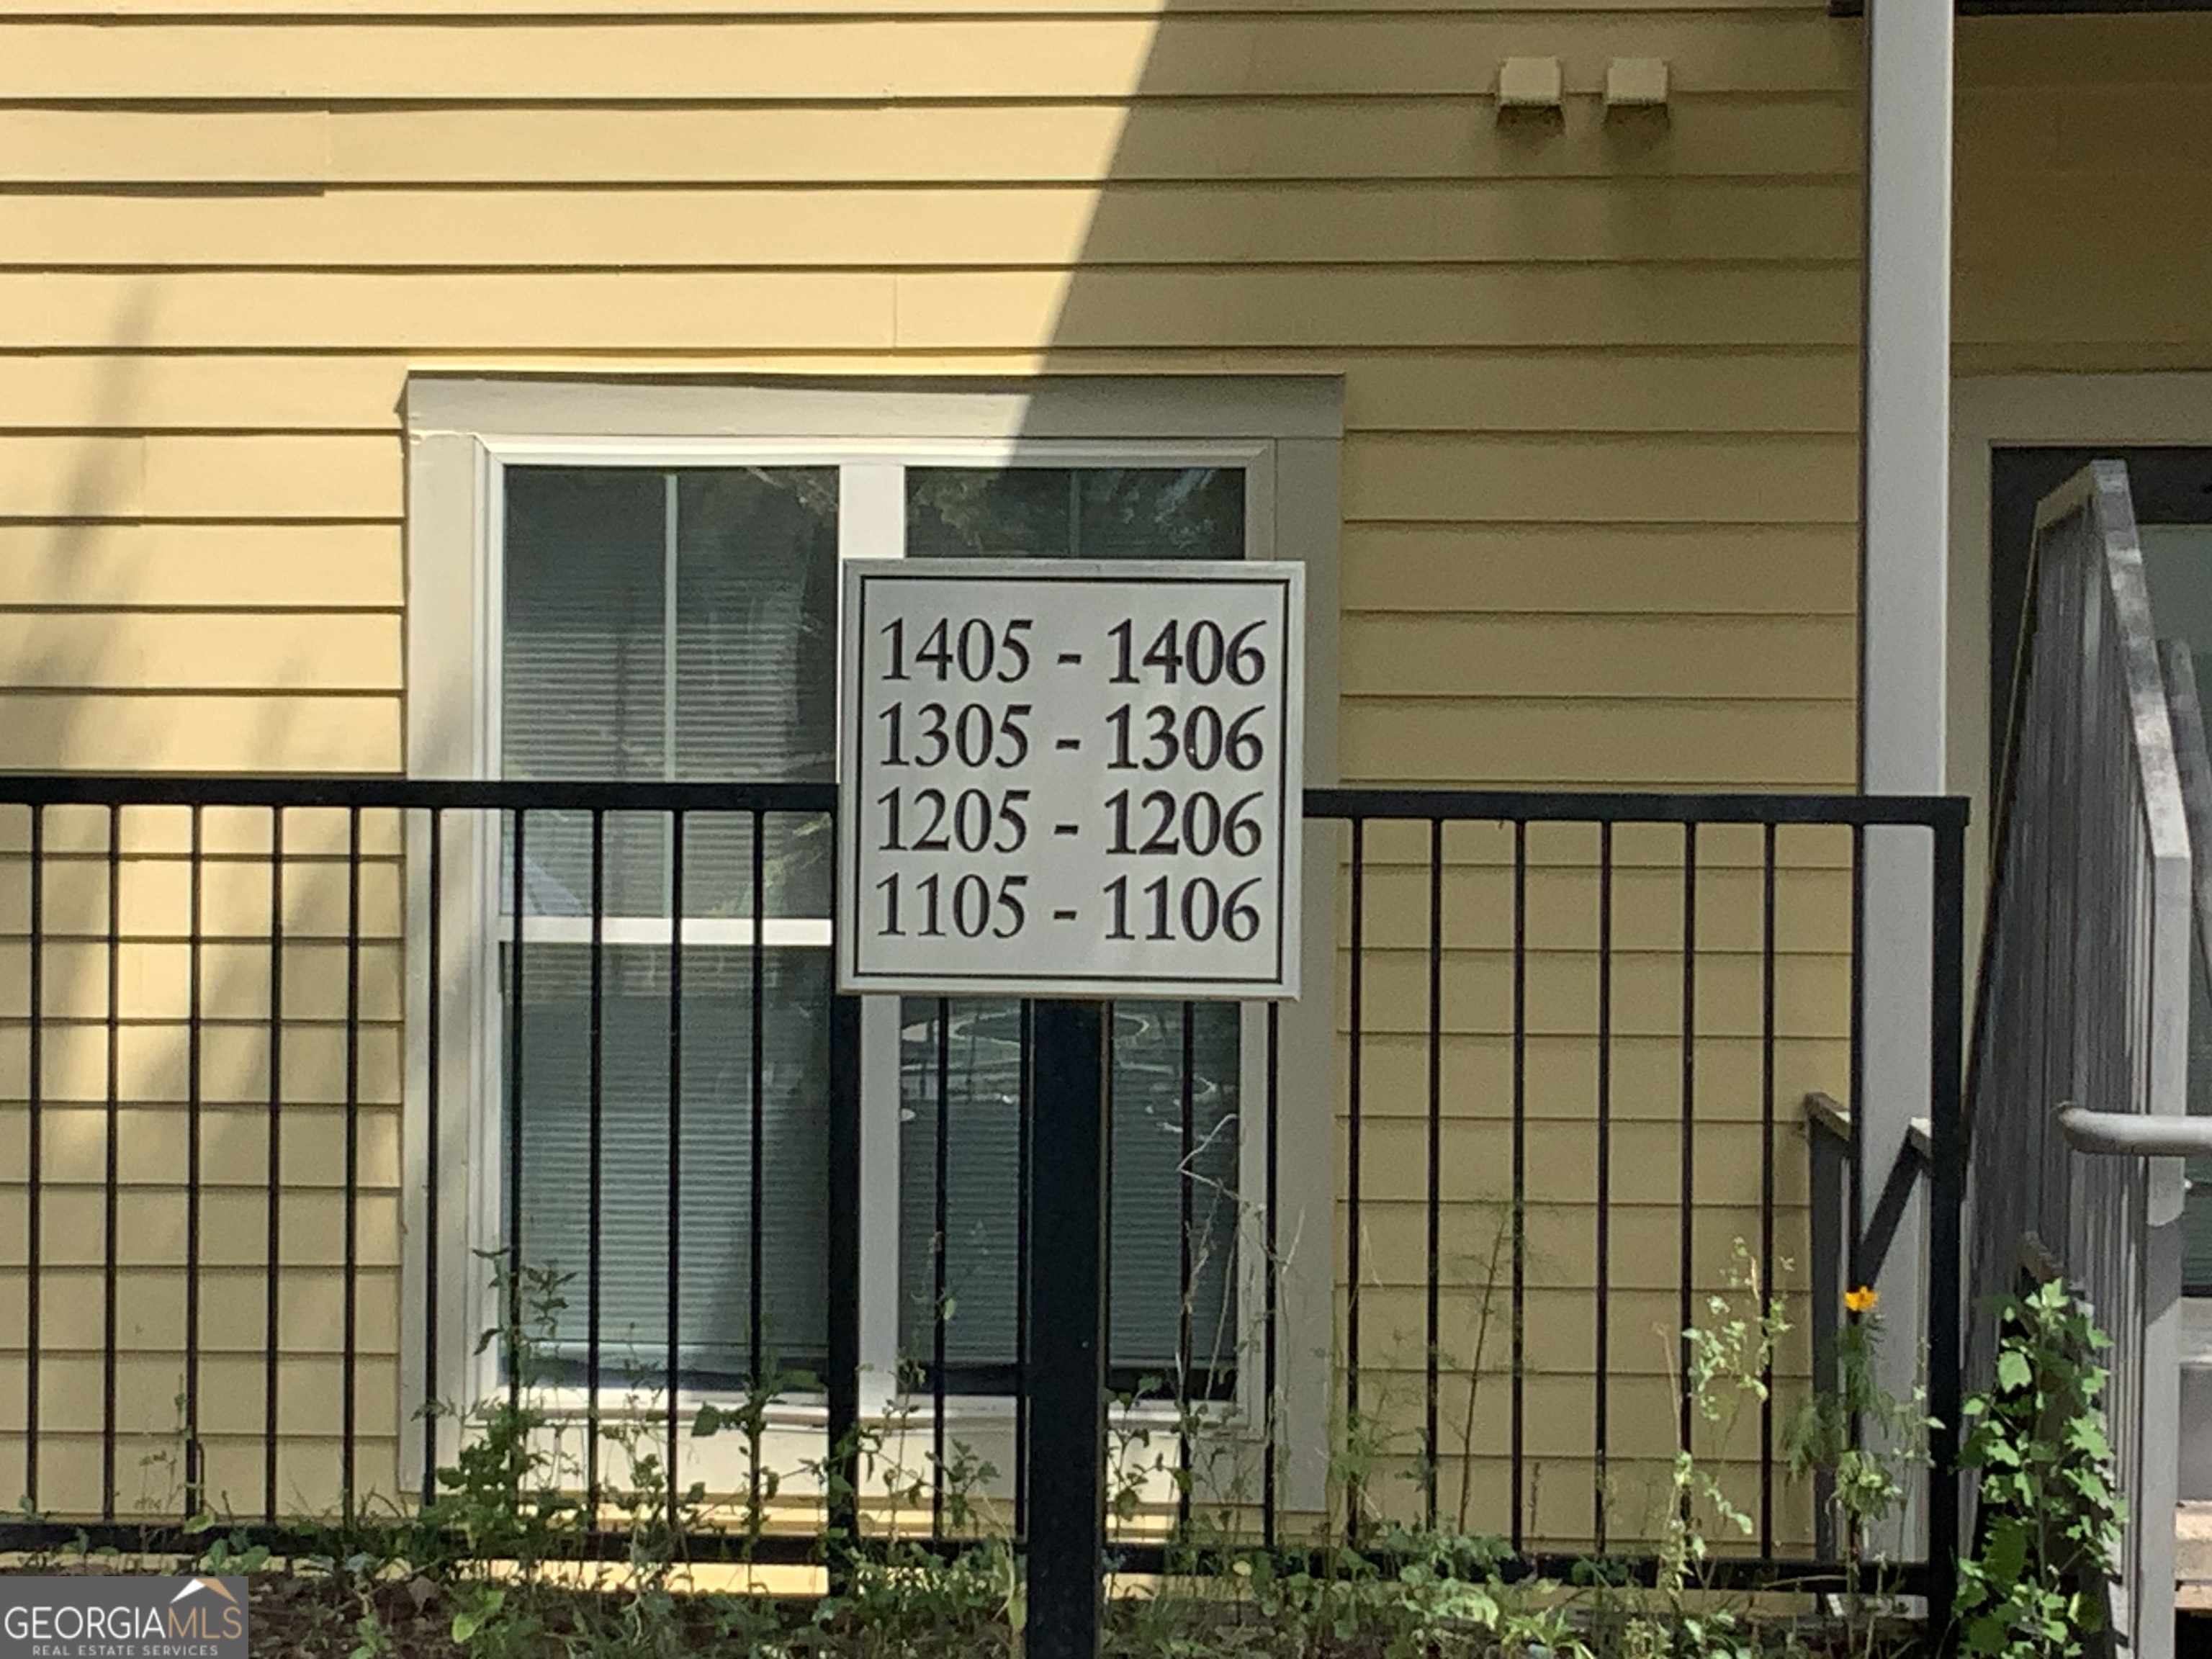 1405 - 1406
1305 - 1306
1205 - 1206
1105 - 1106
GEORGIAMLS
REAL ESTATE SERVICES